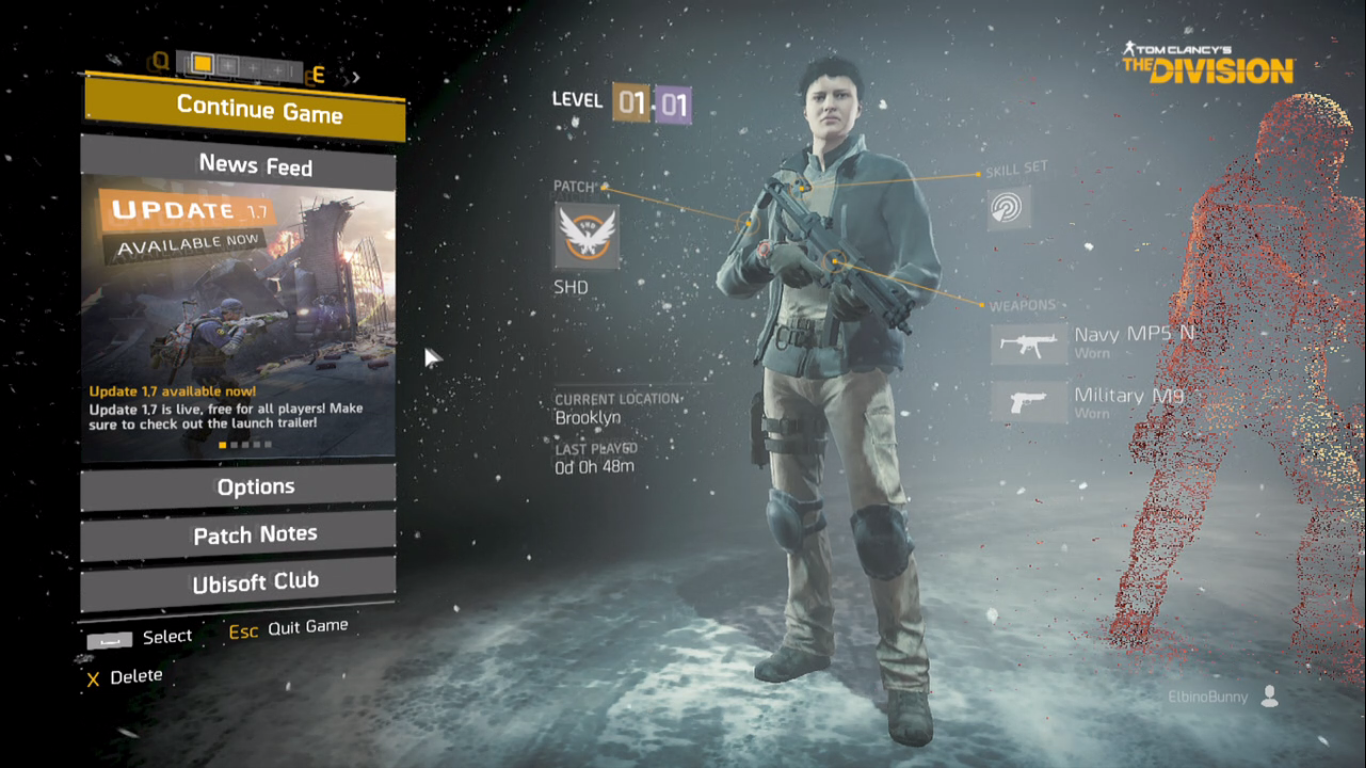 Q E
Continue Game
News Feed
UPDATE 1.7
AVAILABLE NOW
Update 1.7 available now!
Update 1.7 is live, free for all players! Make
sure to check out the launch trailer!
Options
Patch Notes
Ubisoft Club
Select Esc Quit Game
X Delete
LEVEL 01.01
PATCH
SHD
SHD
CURRENT LOCATION
Brooklyn
LAST PLAYED
0d 0h 48m
TOM CLANCY'S
THE DIVISION
SKILL SET
WEAPONS
Navy MP5 N
Worn
Military M9
Worn
ElbinoBunny